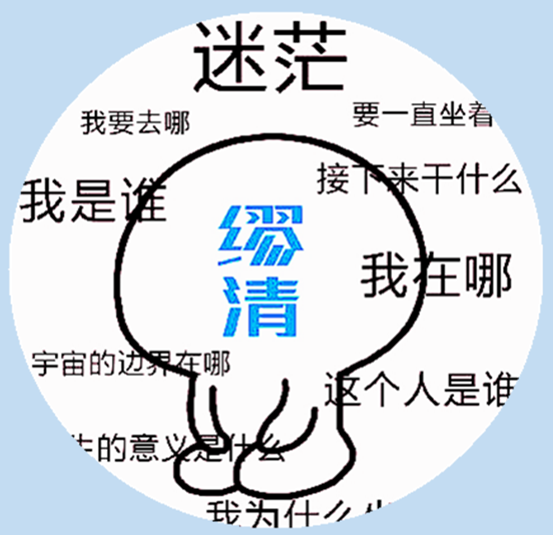 迷茫
我要去哪
要一直坐着
接下来干什么
我是谁
缪
清
我在哪
宇宙的边界在哪
这个人是谁
生的意义是什么
我为什么坐